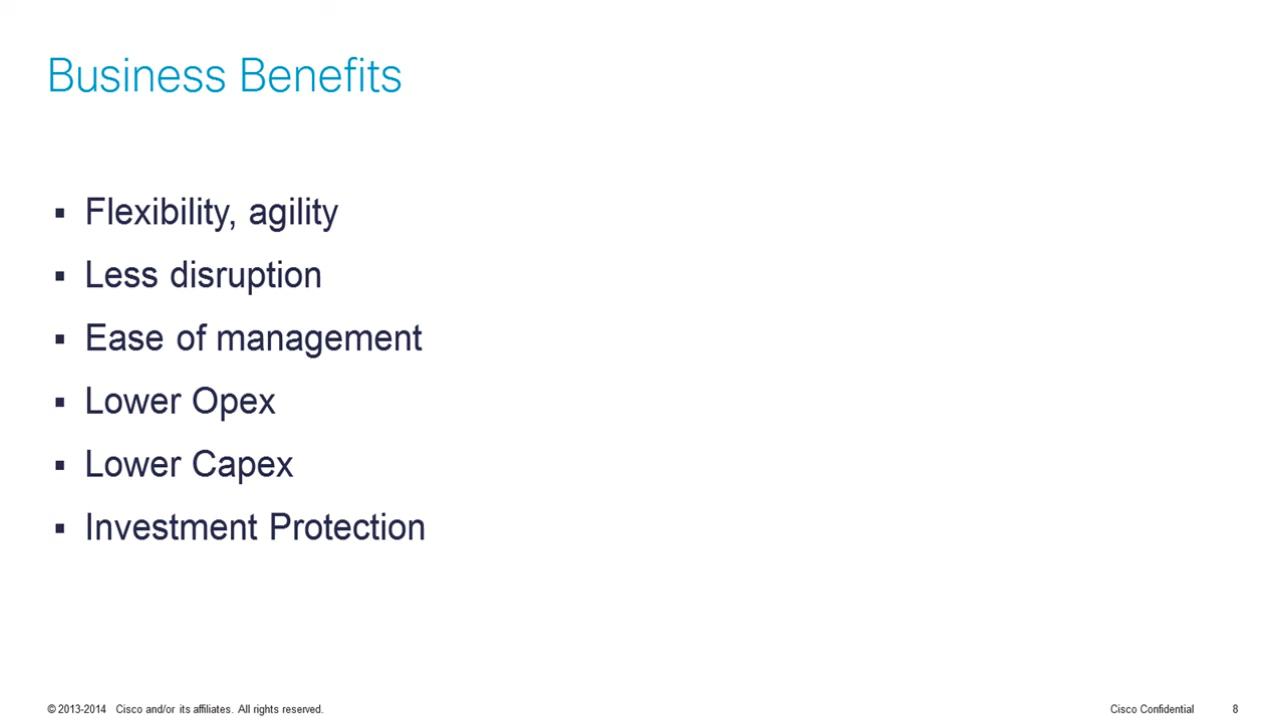 Business Benefits
▪ Flexibility, agility
▪ Less disruption
▪ Ease of management
▪ Lower Opex
▪ Lower Capex
▪ Investment Protection
© 2013-2014 Cisco and/or its affiliates. All rights reserved.
Cisco Confidential 8